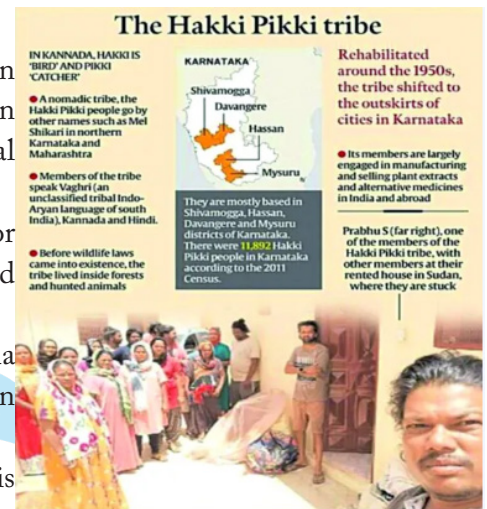 The Hakki Pikki tribe
IN KANNADA, HAKKI IS
'BIRD' AND PIKKI
'CATCHER'
● A nomadic tribe, the
Hakki Pikki people go by
other names such as Mel
Shikari in northern
Karnataka and
Maharashtra
● Members of the tribe
speak Vaghri (an
unclassified tribal Indo-
Aryan language of south
India), Kannada and Hindi.
● Before wildlife laws
came into existence, the
tribe lived inside forests
and hunted animals
KARNATAKA
Shivamogga
Davangere
Hassan
Mysuru
They are mostly based in
Shivamogga, Hassan,
Davangere and Mysuru
districts of Karnataka.
There were 11,892 Hakki
Pikki people in Karnataka
according to the 2011
Census.
Rehabilitated
around the 1950s,
the tribe shifted to
the outskirts of
cities in Karnataka
● Its members are largely
engaged in manufacturing
and selling plant extracts
and alternative medicines
in India and abroad
Prabhu S (far right), one
of the members of the
Hakki Pikki tribe, with
other members at their
rented house in Sudan,
where they are stuck
n
n
al
or
d
na
n
is